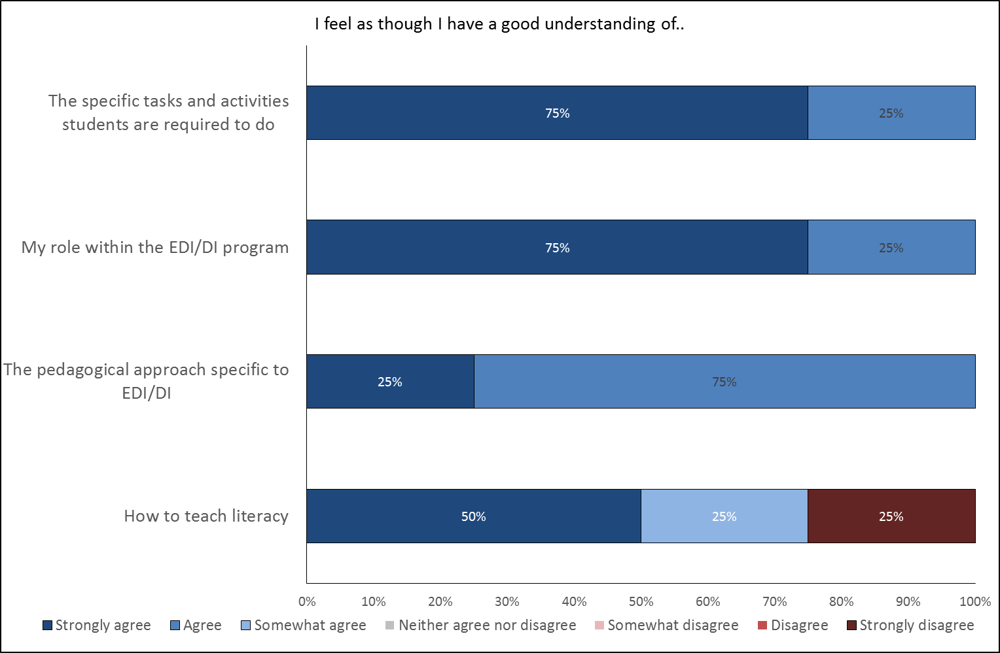 I feel as though I have a good understanding of..
The specific tasks and activities
students are required to do
75%
25%
My role within the EDI/DI program
75%
25%
The pedagogical approach specific to
EDI/DI
25%
75%
How to teach literacy
50%
25%
25%
0% 10% 20% 30% 40% 50% 60% 70% 80% 90% 100%
Strongly agree Agree Somewhat agree Neither agree nor disagree Somewhat disagree Disagree Strongly disagree